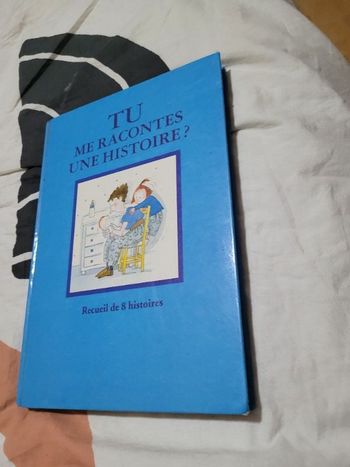 TU
ME RACONTES
UNE HISTOIRE?
Recueil de 8 histoires